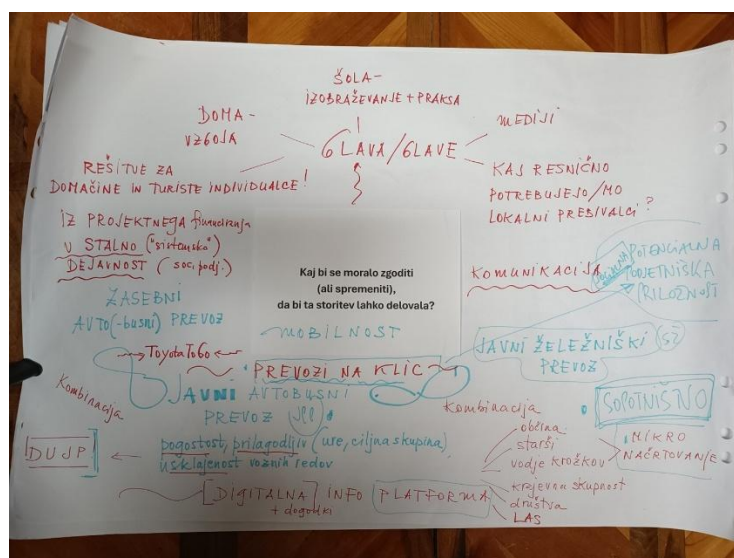 ŠOLA -
IZOBRAŽEVANJE + PRAKSA
DOMA -
VZGOJA
MEDIJI
GLAVA/GLAVE
REŠITVE ZA
DOMAČINE IN TURISTE INDIVIDUALCE!
KAJ RESNIČNO
POTREBUJEJO/MO
LOKALNI PREBIVALCI?
IZ PROJEKTNEGA financiranja
V STALNO ("sistemsko")
DEJAVNOST (soc. podj.)
Kaj bi se moralo zgoditi
(ali spremeniti),
da bi ta storitev lahko delovala?
KOMUNIKACIJA
POTENCIALNA
PODJETNIŠKA
PRILOŽNOST
ZASEBNI
AVTO(-busni) PREVOZ
MOBILNOST
→ToyotaToGo←
PREVOZI NA KLIC
JAVNI ŽELEZNIŠKI (SŽ)
PREVOZ
Kombinacija
JAVNI AVTOBUSNI
PREVOZ
Kombinacija
SOPOTNIŠTVO
MIKRO
NAČRTOVANJE
DUJP
pogostost, prilagodljiv (ure, ciljna skupina)
usklajenost voznih redov
občina
starši
vodje krožkov
krajevna skupnost
društva
LAS
[DIGITALNA] INFO PLATFORMA
+ dogodki